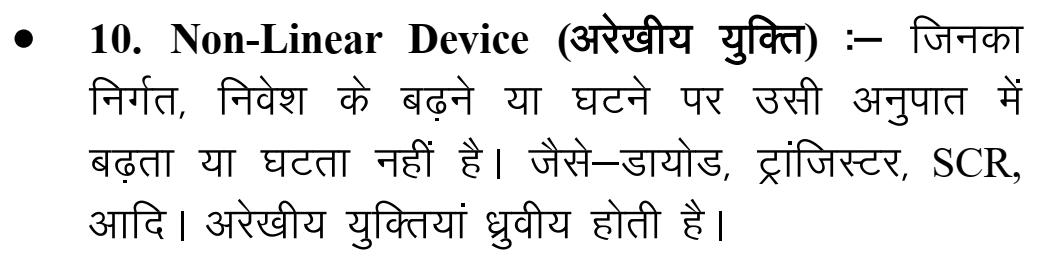 • 10. Non-Linear Device (अरेखीय युक्ति) :– जिनका
निर्गत, निवेश के बढ़ने या घटने पर उसी अनुपात में
बढ़ता या घटता नहीं है। जैसे–डायोड, ट्रांजिस्टर, SCR,
आदि। अरेखीय युक्तियां ध्रुवीय होती है।